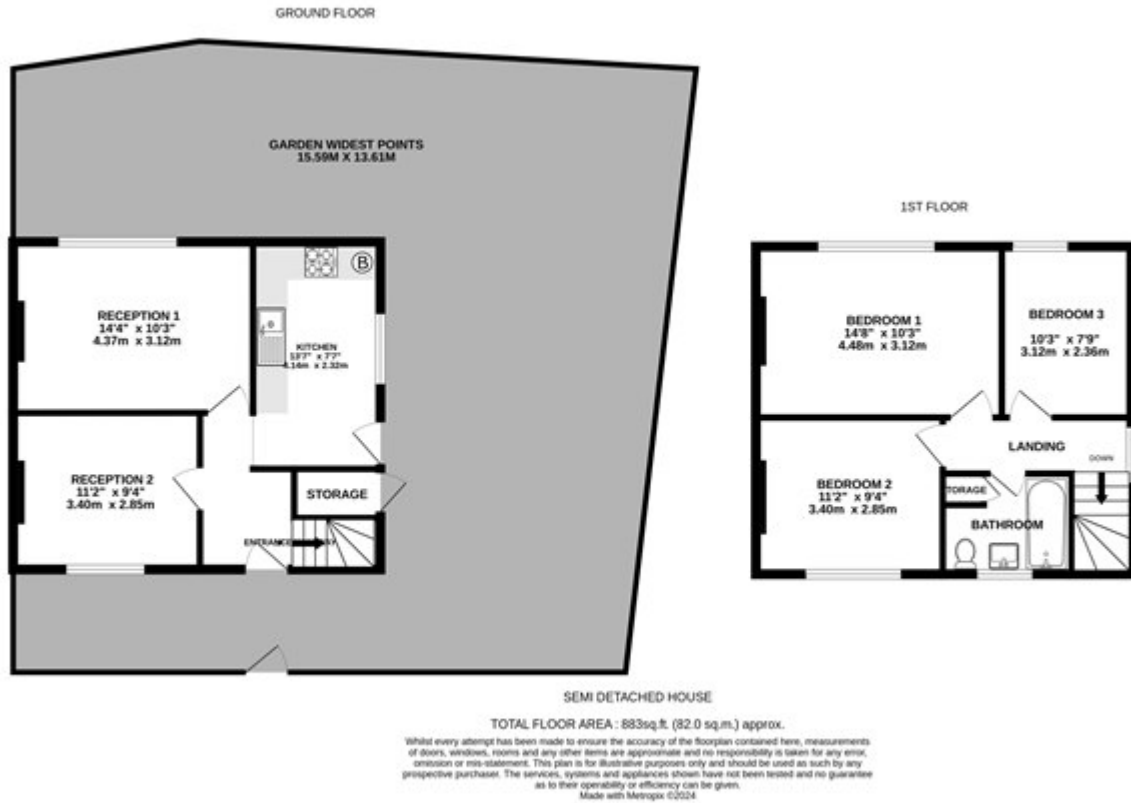 GROUND FLOOR
GARDEN WIDEST POINTS
15.59M X 13.61M
RECEPTION 1
14'4" x 10'3"
4.37m x 3.12m
B
KITCHEN
13'7" x 7'7"
4.14m x 2.32m
RECEPTION 2
11'2" x 9'4"
3.40m x 2.85m
STORAGE
ENTRANCE
1ST FLOOR
BEDROOM 1
14'8" x 10'3"
4.48m x 3.12m
BEDROOM 3
10'3" x 7'9"
3.12m x 2.36m
LANDING
DOWN
BEDROOM 2
11'2" x 9'4"
3.40m x 2.85m
TORAGE
BATHROOM
SEMI DETACHED HOUSE
TOTAL FLOOR AREA : 883sq.ft. (82.0 sq.m.) approx.
Whilst every attempt has been made to ensure the accuracy of the floorplan contained here, measurements
of doors, windows, rooms and any other items are approximate and no responsibility is taken for any error,
omission or mis-statement. This plan is for illustrative purposes only and should be used as such by any
prospective purchaser. The services, systems and appliances shown have not been tested and no guarantee
as to their operability or efficiency can be given.
Made with Metropix ©2024